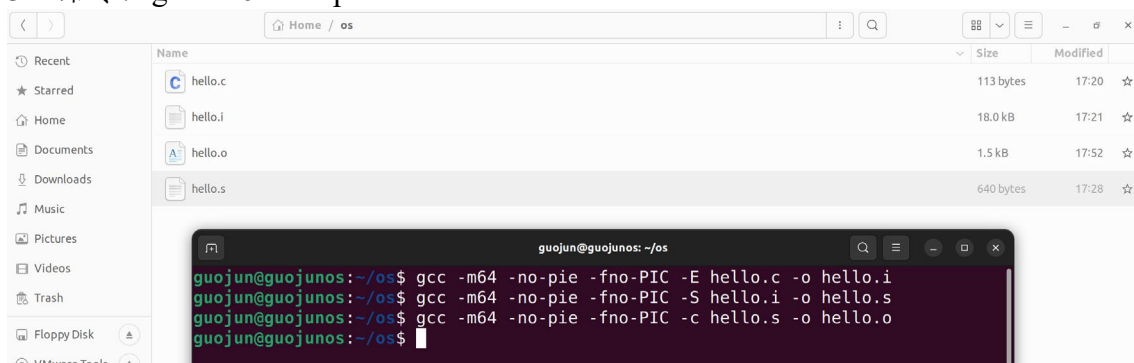 Home / os
Recent
Starred
Home
Documents
Downloads
Music
Pictures
Videos
Trash
Floppy Disk
Name Size Modified
hello.c 113 bytes 17:20
hello.i 18.0 kB 17:21
hello.o 1.5 kB 17:52
hello.s 640 bytes 17:28
guojun@guojunos: ~/os
guojun@guojunos:~/os$ gcc -m64 -no-pie -fno-PIC -E hello.c -o hello.i
guojun@guojunos:~/os$ gcc -m64 -no-pie -fno-PIC -S hello.i -o hello.s
guojun@guojunos:~/os$ gcc -m64 -no-pie -fno-PIC -c hello.s -o hello.o
guojun@guojunos:~/os$